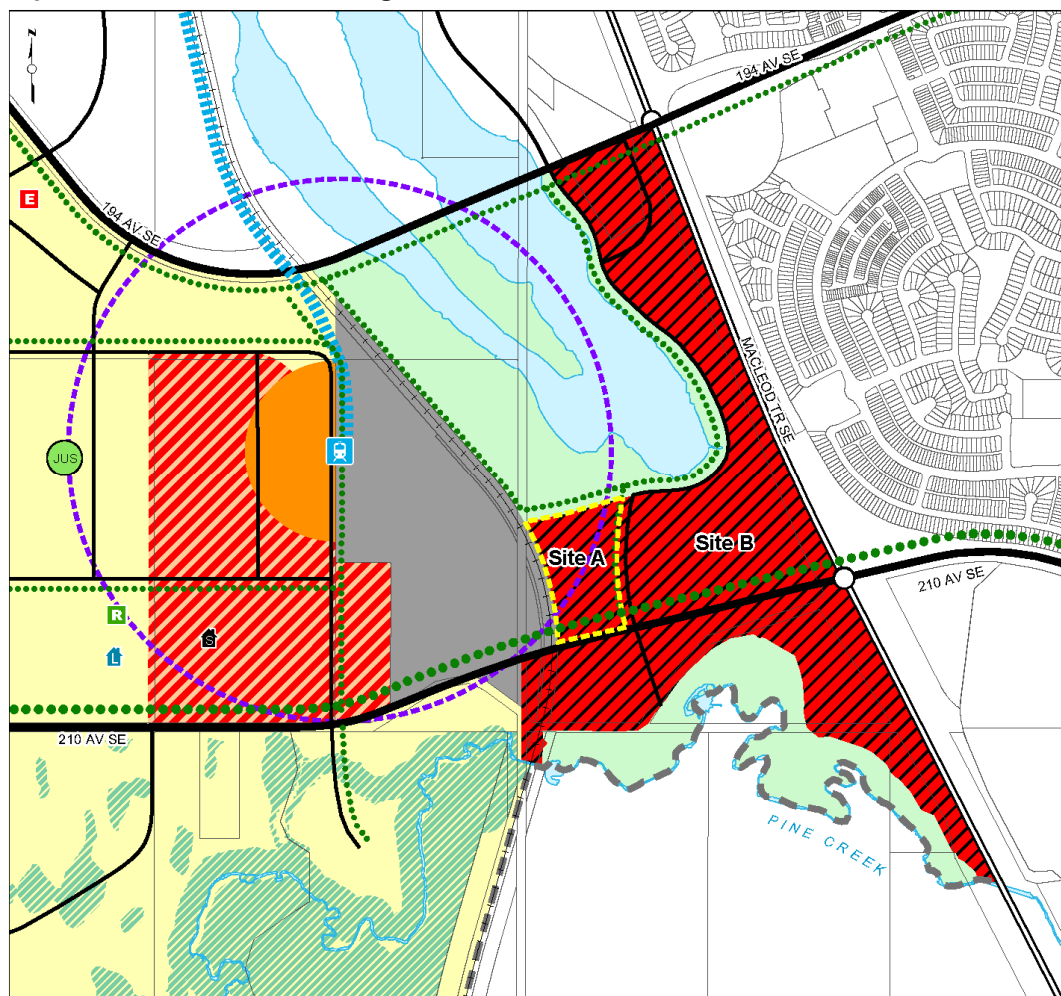 N
194 AV SE
E
194 AV SE
MACLEOD TR SE
JUS
Site A
Site B
210 AV SE
R
S
L
210 AV SE
PINE CREEK